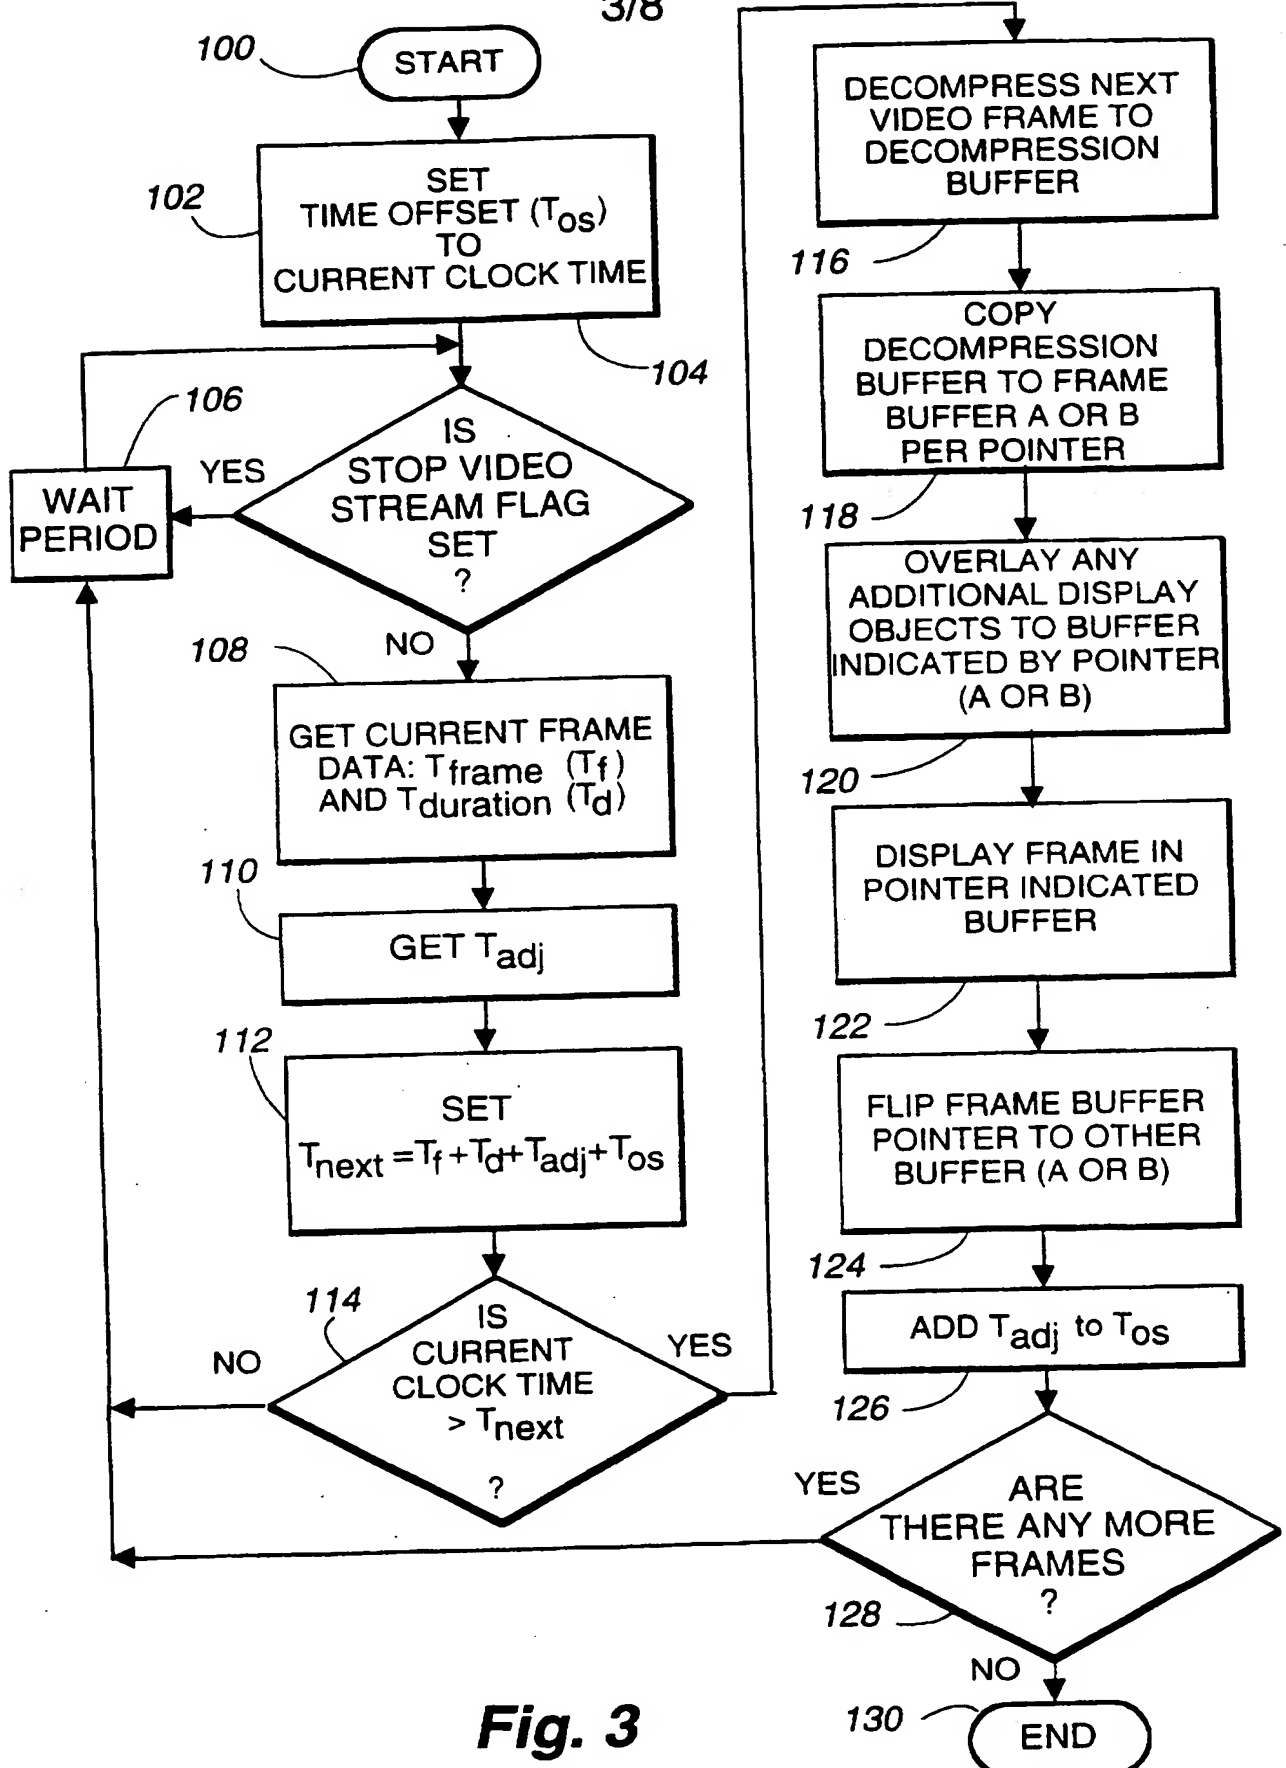 3/8
100
START
102
SET
TIME OFFSET (Tos)
TO
CURRENT CLOCK TIME
104
106
WAIT
PERIOD
YES
IS
STOP VIDEO
STREAM FLAG
SET
?
NO
108
GET CURRENT FRAME
DATA: Tframe (Tf)
AND Tduration (Td)
110
GET Tadj
112
SET
Tnext =Tf+Td+Tadj+Tos
114
NO
IS
CURRENT
CLOCK TIME
> Tnext
?
YES
DECOMPRESS NEXT
VIDEO FRAME TO
DECOMPRESSION
BUFFER
116
COPY
DECOMPRESSION
BUFFER TO FRAME
BUFFER A OR B
PER POINTER
118
OVERLAY ANY
ADDITIONAL DISPLAY
OBJECTS TO BUFFER
INDICATED BY POINTER
(A OR B)
120
DISPLAY FRAME IN
POINTER INDICATED
BUFFER
122
FLIP FRAME BUFFER
POINTER TO OTHER
BUFFER (A OR B)
124
ADD Tadj to Tos
126
YES
ARE
THERE ANY MORE
FRAMES
?
128
NO
130
END
Fig. 3